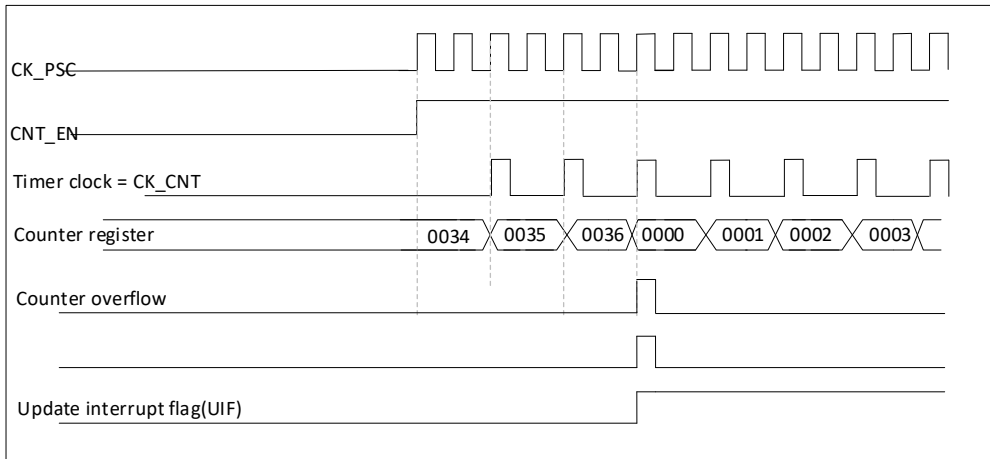 CK_PSC
CNT_EN
Timer clock = CK_CNT
Counter register 0034 0035 0036 0000 0001 0002 0003
Counter overflow
Update interrupt flag(UIF)